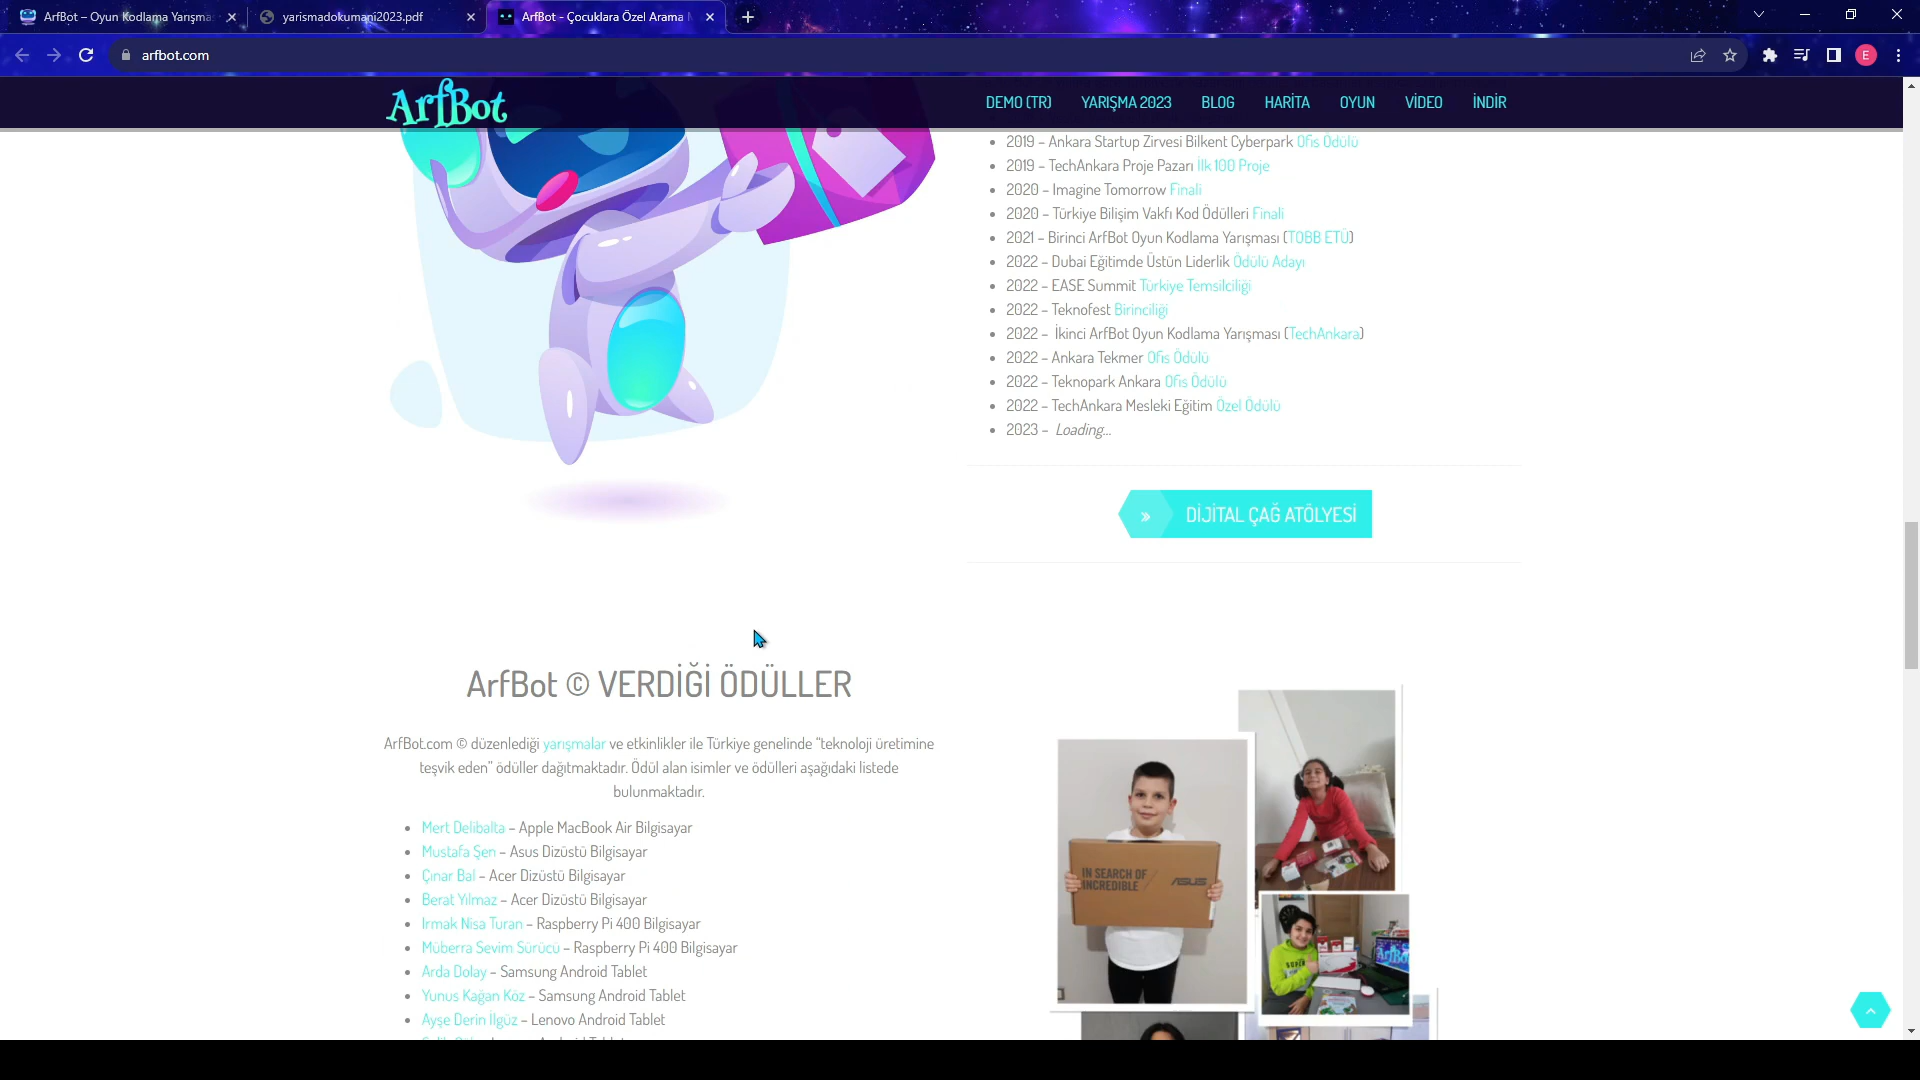 ArfBot – Oyun Kodlama Yarışma
yarismadokumani2023.pdf
ArfBot - Çocuklara Özel Arama M
arfbot.com
E
ArfBot
DEMO (TR)
YARIŞMA 2023
BLOG
HARİTA
OYUN
VİDEO
İNDİR
2019 – Ankara Startup Zirvesi Bilkent Cyberpark Ofis Ödülü
2019 – TechAnkara Proje Pazarı İlk 100 Proje
2020 – Imagine Tomorrow Finali
2020 – Türkiye Bilişim Vakfı Kod Ödülleri Finali
2021 – Birinci ArfBot Oyun Kodlama Yarışması (TOBB ETÜ)
2022 – Dubai Eğitimde Üstün Liderlik Ödülü Adayı
2022 – EASE Summit Türkiye Temsilciliği
2022 – Teknofest Birinciliği
2022 – İkinci ArfBot Oyun Kodlama Yarışması (TechAnkara)
2022 – Ankara Tekmer Ofis Ödülü
2022 – Teknopark Ankara Ofis Ödülü
2022 – TechAnkara Mesleki Eğitim Özel Ödülü
2023 – Loading...
» DİJİTAL ÇAĞ ATÖLYESİ
ArfBot © VERDİĞİ ÖDÜLLER
ArfBot.com © düzenlediği yarışmalar ve etkinlikler ile Türkiye genelinde "teknoloji üretimine
teşvik eden" ödüller dağıtmaktadır. Ödül alan isimler ve ödülleri aşağıdaki listede
bulunmaktadır.
Mert Delibalta – Apple MacBook Air Bilgisayar
Mustafa Şen – Asus Dizüstü Bilgisayar
Çınar Bal – Acer Dizüstü Bilgisayar
Berat Yılmaz – Acer Dizüstü Bilgisayar
Irmak Nisa Turan – Raspberry Pi 400 Bilgisayar
Müberra Sevim Sürücü – Raspberry Pi 400 Bilgisayar
Arda Dolay – Samsung Android Tablet
Yunus Kağan Köz – Samsung Android Tablet
Ayşe Derin İlgüz – Lenovo Android Tablet
IN SEARCH OF
INCREDIBLE
ASUS